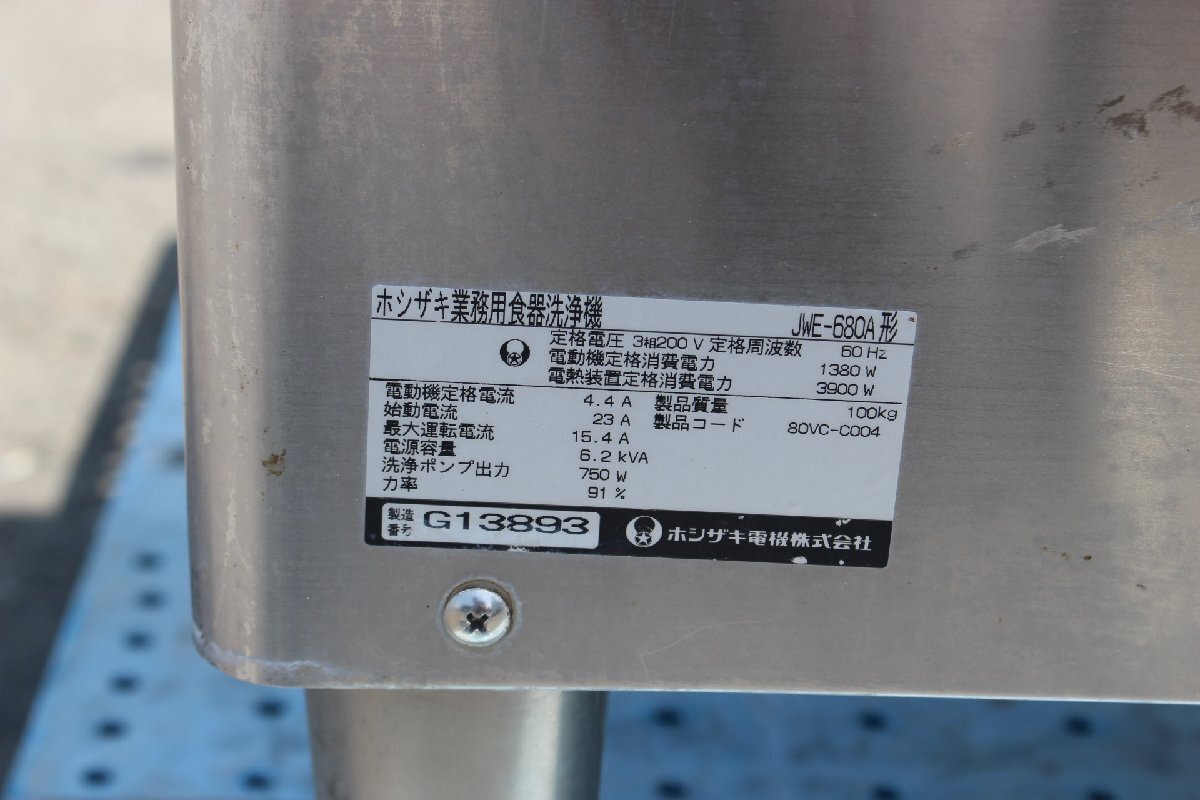 ホシザキ業務用食器洗浄機 JWE-680A形
定格電圧 3相200 V 定格周波数 60 Hz
電動機定格消費電力 1380 W
電熱装置定格消費電力 3900 W
電動機定格電流 4.4 A 製品質量 100kg
始動電流 23 A 製品コード 80VC-C004
最大運転電流 15.4 A
電源容量 6.2 kVA
洗浄ポンプ出力 750 W
力率 91 %
製造番号 G13893 ホシザキ電機株式会社